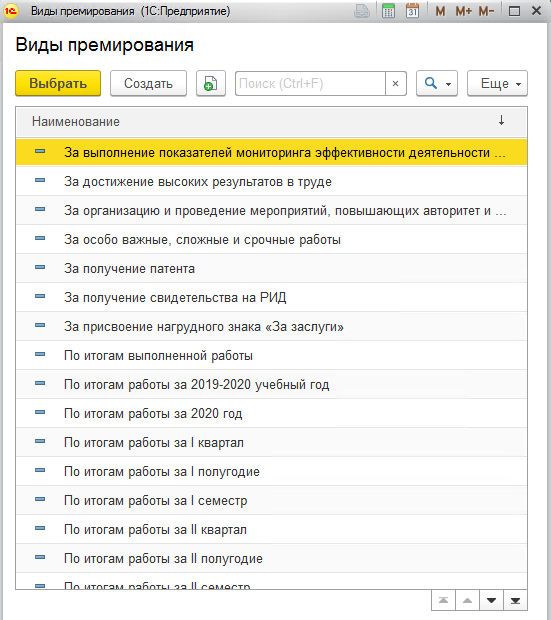 Виды премирования (1С:Предприятие)
M M+ M-
31
Виды премирования
Выбрать
Создать
Поиск (Ctrl+F)
×
Еще
Наименование ↓
За выполнение показателей мониторинга эффективности деятельности ...
За достижение высоких результатов в труде
За организацию и проведение мероприятий, повышающих авторитет и ...
За особо важные, сложные и срочные работы
За получение патента
За получение свидетельства на РИД
За присвоение нагрудного знака «За заслуги»
По итогам выполненной работы
По итогам работы за 2019-2020 учебный год
По итогам работы за 2020 год
По итогам работы за I квартал
По итогам работы за I полугодие
По итогам работы за I семестр
По итогам работы за II квартал
По итогам работы за II полугодие
По итогам работы за II семестр